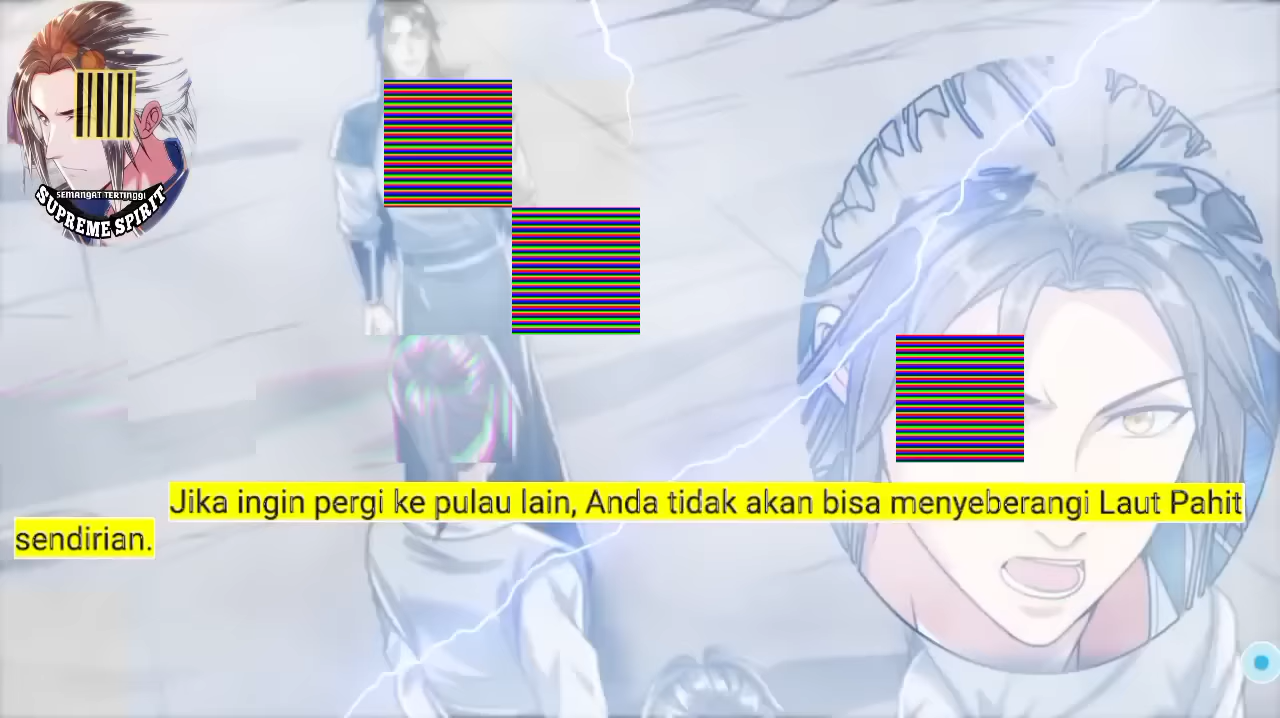 SEMANGAT TERTINGGI
SUPREME SPIRIT
Jika ingin pergi ke pulau lain, Anda tidak akan bisa menyeberangi Laut Pahit
sendirian.